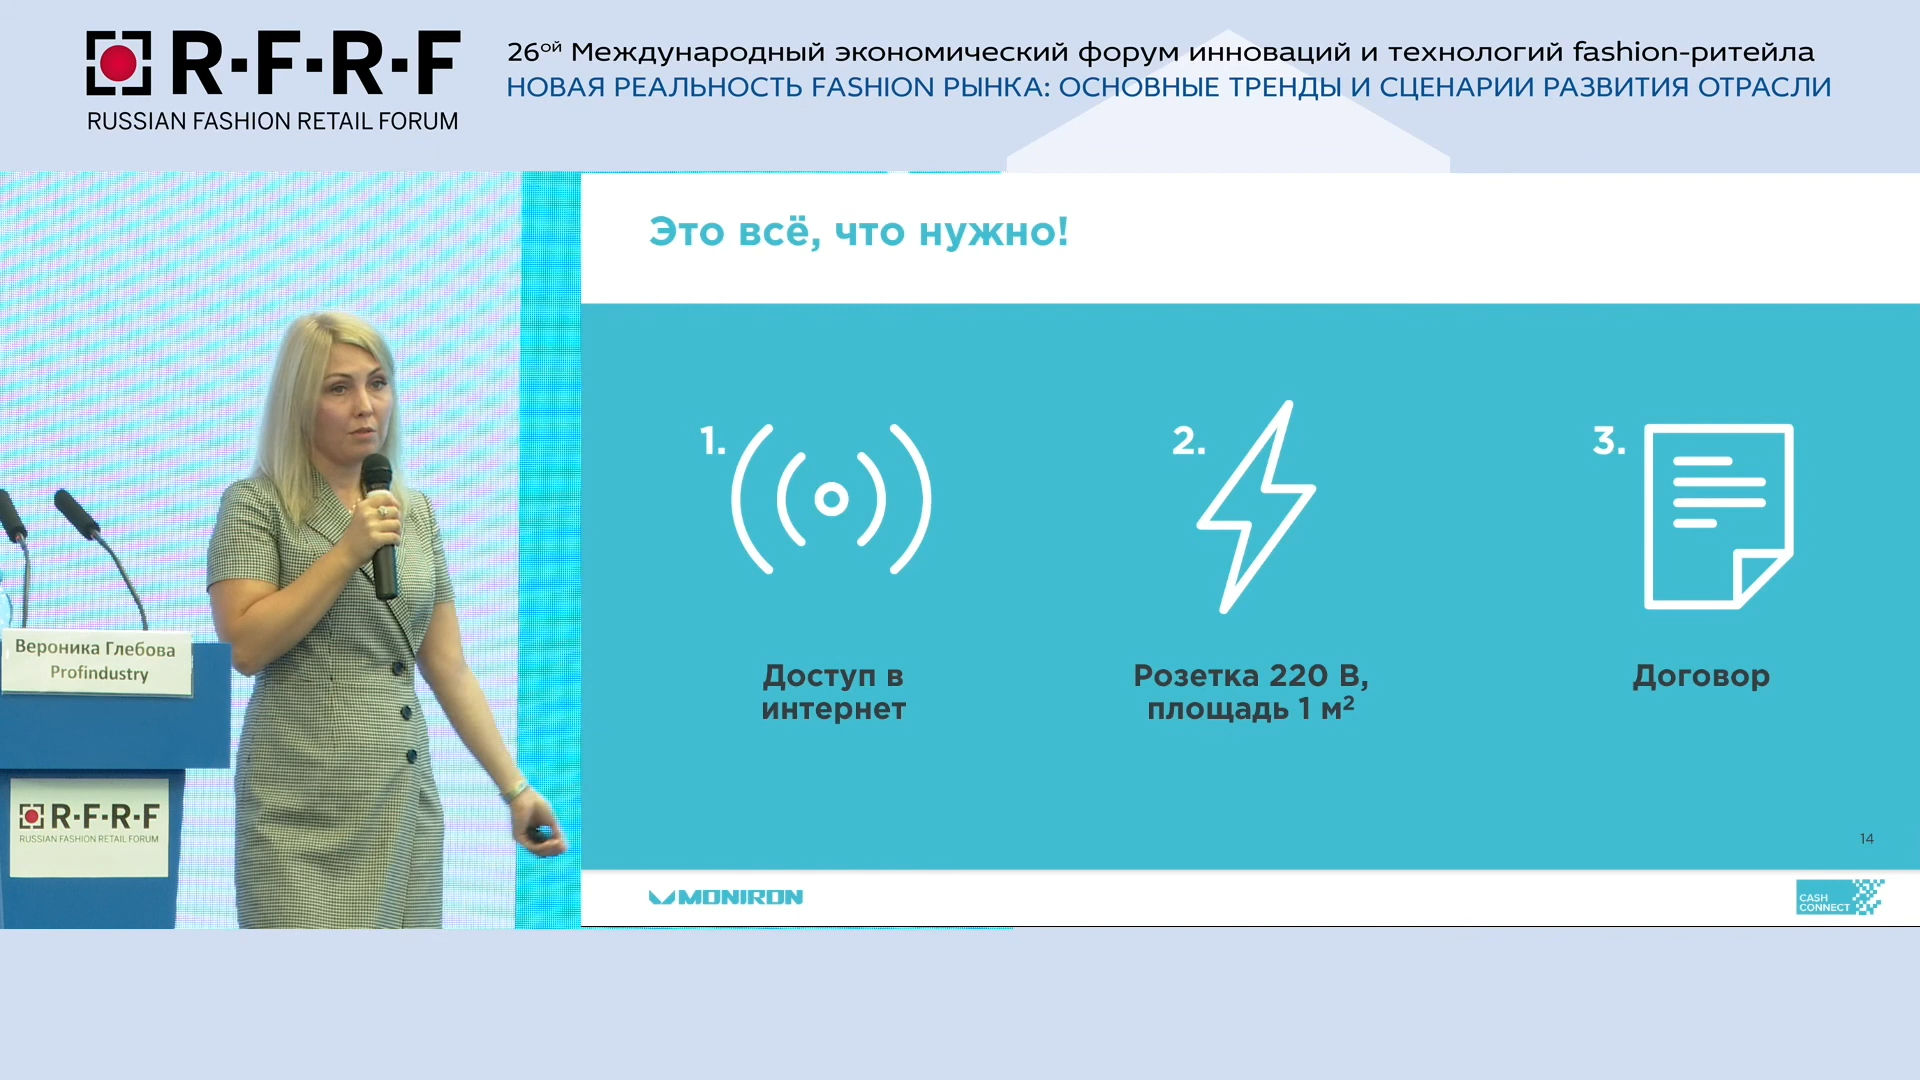 R·F·R·F
RUSSIAN FASHION RETAIL FORUM
26ой Международный экономический форум инноваций и технологий fashion-ритейла
НОВАЯ РЕАЛЬНОСТЬ FASHION РЫНКА: ОСНОВНЫЕ ТРЕНДЫ И СЦЕНАРИИ РАЗВИТИЯ ОТРАСЛИ
Вероника Глебова
Profindustry
R·F·R·F
RUSSIAN FASHION RETAIL FORUM
Это всё, что нужно!
1.
Доступ в
интернет
2.
Розетка 220 В,
площадь 1 м²
3.
Договор
14
MONIRON
CASH
CONNECT